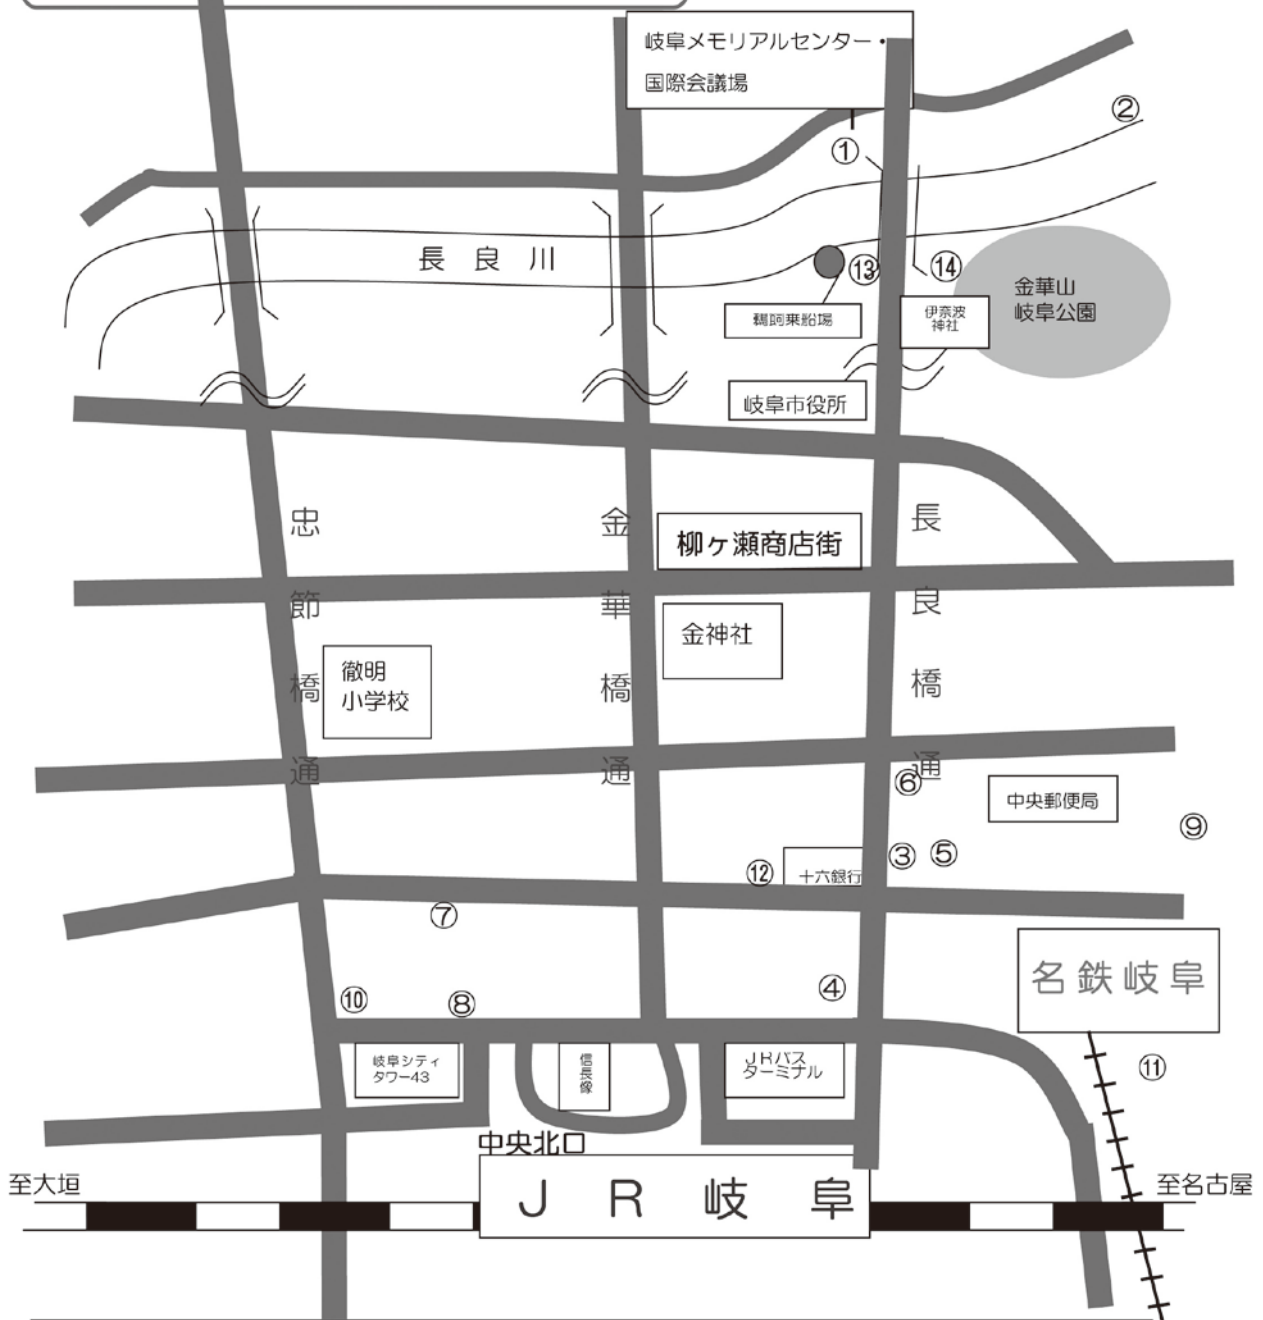 岐阜メモリアルセンター・
国際会議場
②
①
長良川
⑬
⑭
金華山
岐阜公園
鵜飼乗船場
伊奈波
神社
岐阜市役所
忠節橋通
金華橋通
長良橋通
柳ヶ瀬商店街
金神社
徹明
小学校
⑥
中央郵便局
⑨
③
⑤
⑫
十六銀行
⑦
名鉄岐阜
④
⑩
⑧
岐阜シティ
タワー43
信長像
JRバス
ターミナル
⑪
中央北口
至大垣
JR岐阜
至名古屋